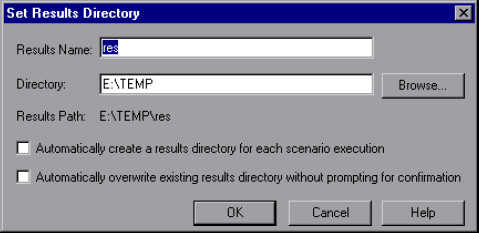 Set Results Directory
Results Name: res
Directory: E:\TEMP Browse...
Results Path: E:\TEMP\res
Automatically create a results directory for each scenario execution
Automatically overwrite existing results directory without prompting for confirmation
OK Cancel Help